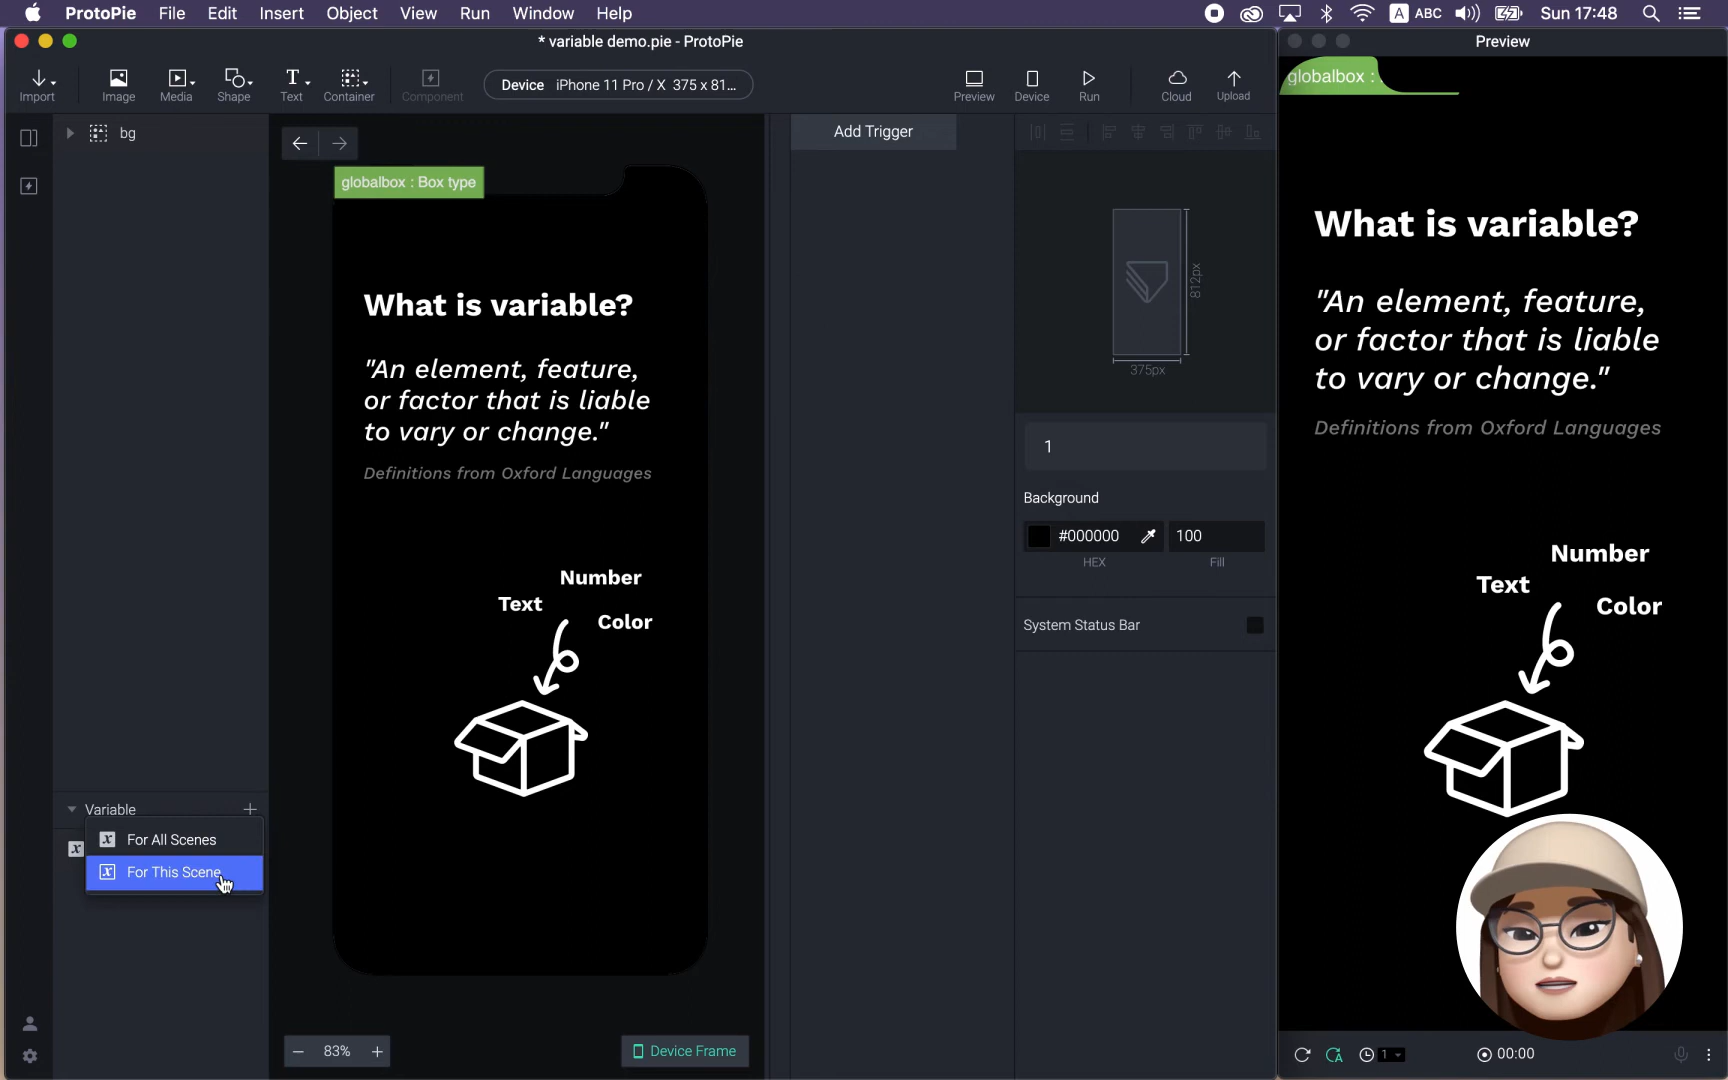 ProtoPie File Edit Insert Object View Run Window Help
A ABC Sun 17:48
* variable demo.pie - ProtoPie
Preview
Import Image Media Shape Text Container Component
Device iPhone 11 Pro / X 375 x 81...
Preview Device Run Cloud Upload
bg
Add Trigger
globalbox : Box type
What is variable?
"An element, feature,
or factor that is liable
to vary or change."
Definitions from Oxford Languages
Number
Text
Color
Variable
For All Scenes
For This Scene
83%
Device Frame
812px
375px
1
Background
#000000 100
HEX Fill
System Status Bar
globalbox : .
What is variable?
"An element, feature,
or factor that is liable
to vary or change."
Definitions from Oxford Languages
Number
Text
Color
1 00:00